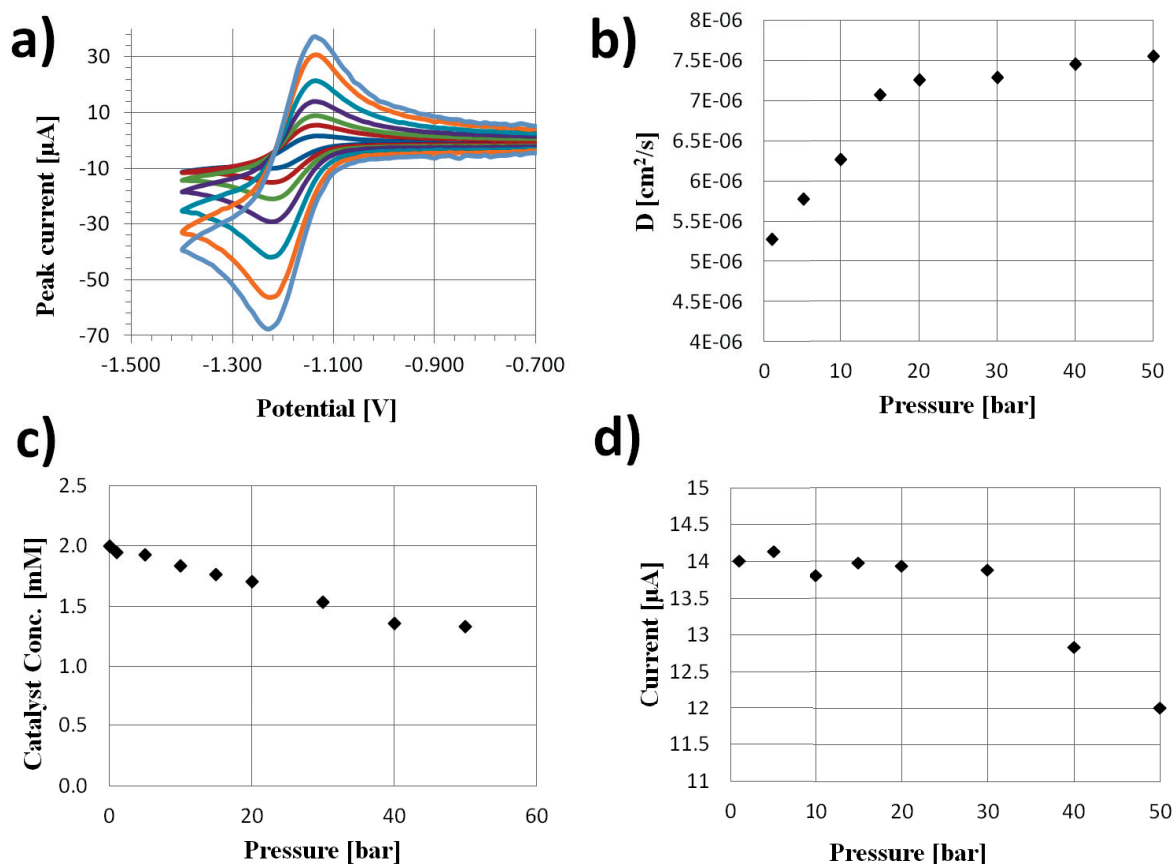 a)
Peak current [µA]
30
10
-10
-30
-50
-70
-1.500 -1.300 -1.100 -0.900 -0.700
Potential [V]
b)
D [cm²/s]
8E-06
7.5E-06
7E-06
6.5E-06
6E-06
5.5E-06
5E-06
4.5E-06
4E-06
0 10 20 30 40 50
Pressure [bar]
c)
Catalyst Conc. [mM]
2.5
2.0
1.5
1.0
0.5
0.0
0 20 40 60
Pressure [bar]
d)
Current [µA]
15
14.5
14
13.5
13
12.5
12
11.5
11
0 10 20 30 40 50
Pressure [bar]